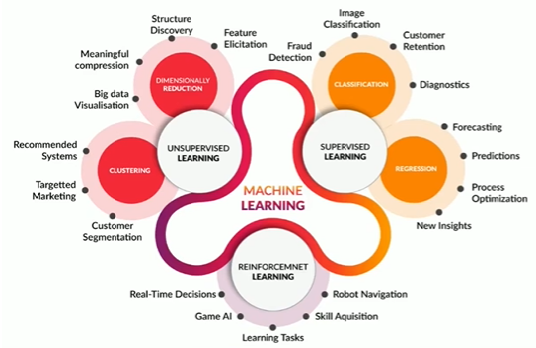 Structure
Discovery
Feature
Elicitation
Meaningful
compression
Big data
Visualisation
DIMENSIONALLY
REDUCTION
UNSUPERVISED
LEARNING
Recommended
Systems
Targetted
Marketing
Customer
Segmentation
CLUSTERING
MACHINE
LEARNING
Image
Classification
Fraud
Detection
Customer
Retention
Diagnostics
CLASSIFICATION
SUPERVISED
LEARNING
Forecasting
Predictions
Process
Optimization
New Insights
REGRESSION
REINFORCEMNET
LEARNING
Real-Time Decisions
Game AI
Learning Tasks
Skill Aquisition
Robot Navigation